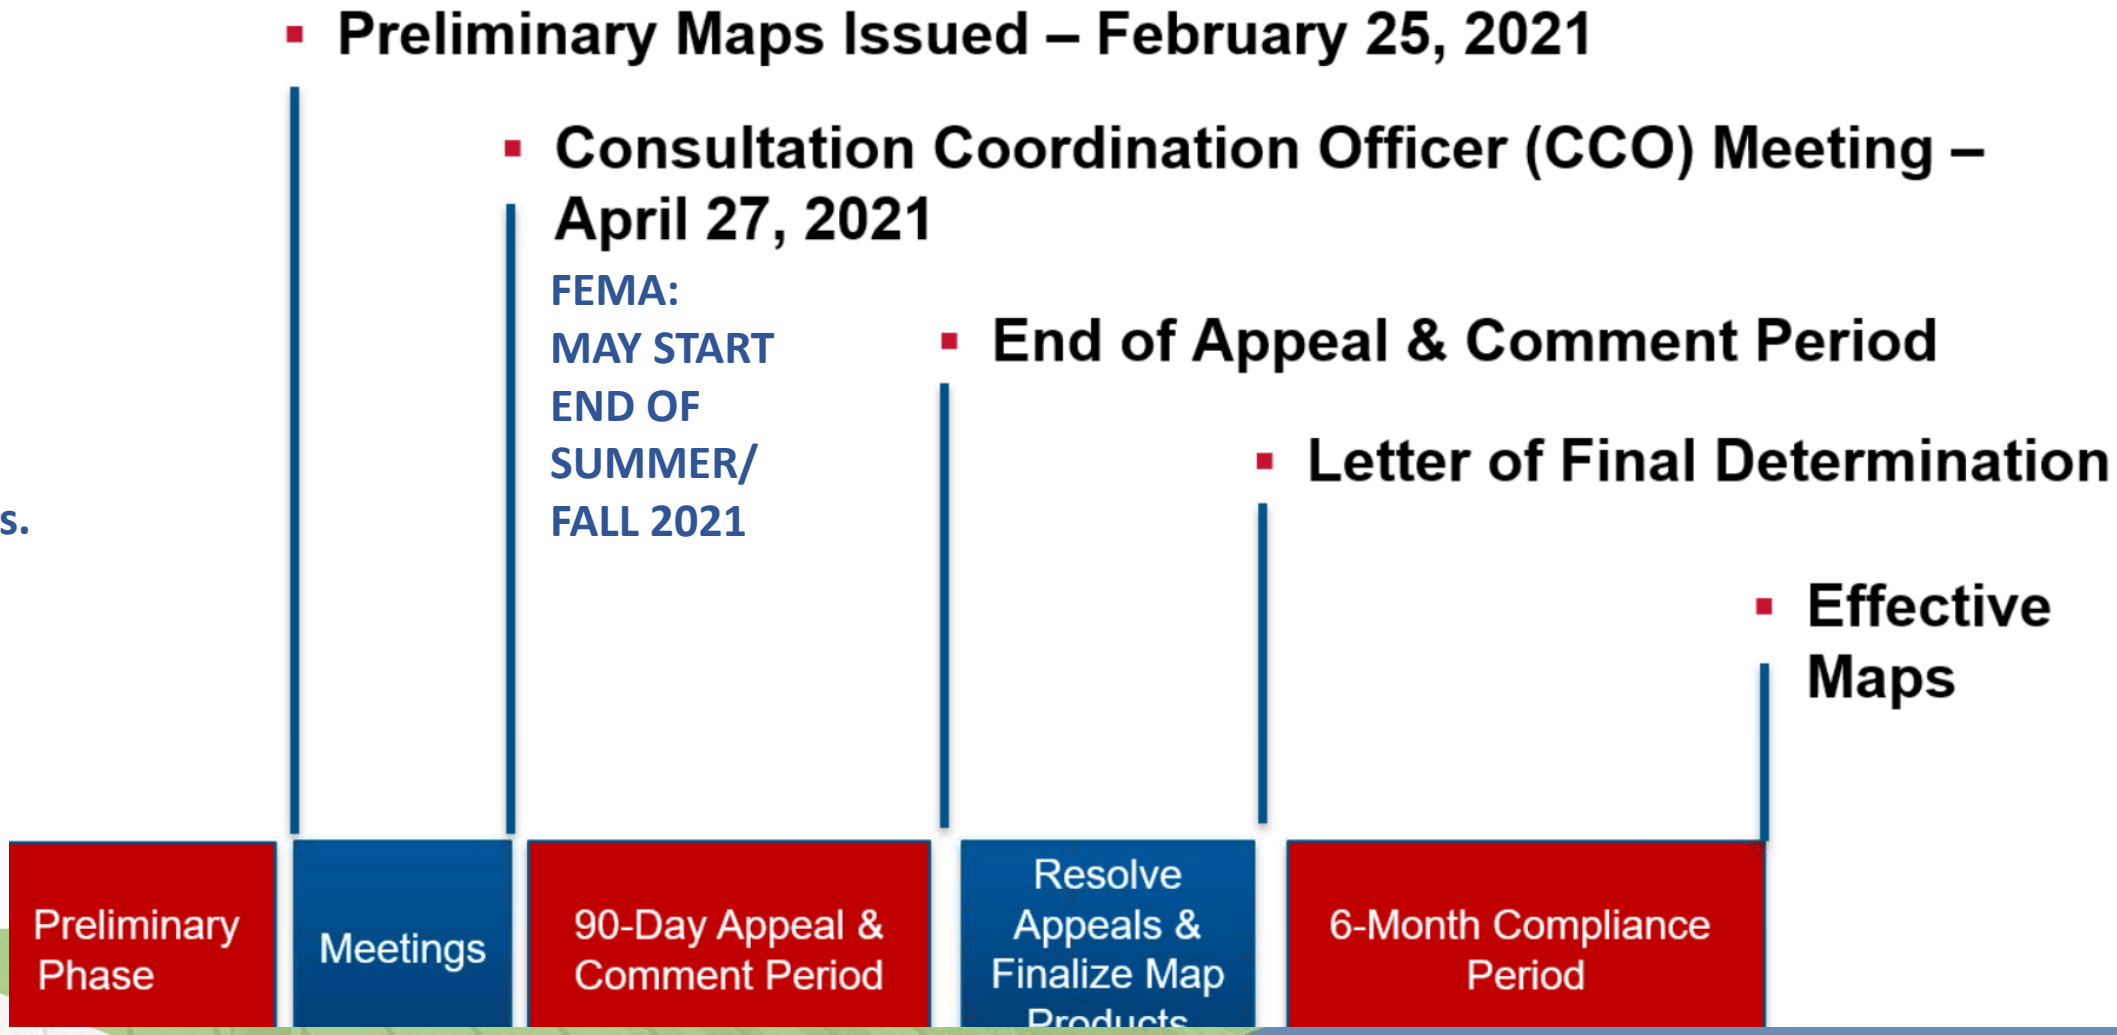 ▪ Preliminary Maps Issued – February 25, 2021
▪ Consultation Coordination Officer (CCO) Meeting –
April 27, 2021
FEMA:
MAY START
END OF
SUMMER/
FALL 2021
▪ End of Appeal & Comment Period
▪ Letter of Final Determination
s.
▪ Effective
Maps
Preliminary
Phase
Meetings
90-Day Appeal &
Comment Period
Resolve
Appeals &
Finalize Map
Products
6-Month Compliance
Period